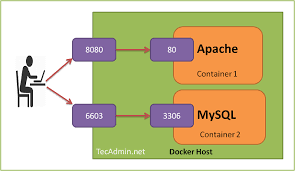 8080
80
Apache
Container 1
6603
3306
MySQL
Container 2
TecAdmin.net
Docker Host